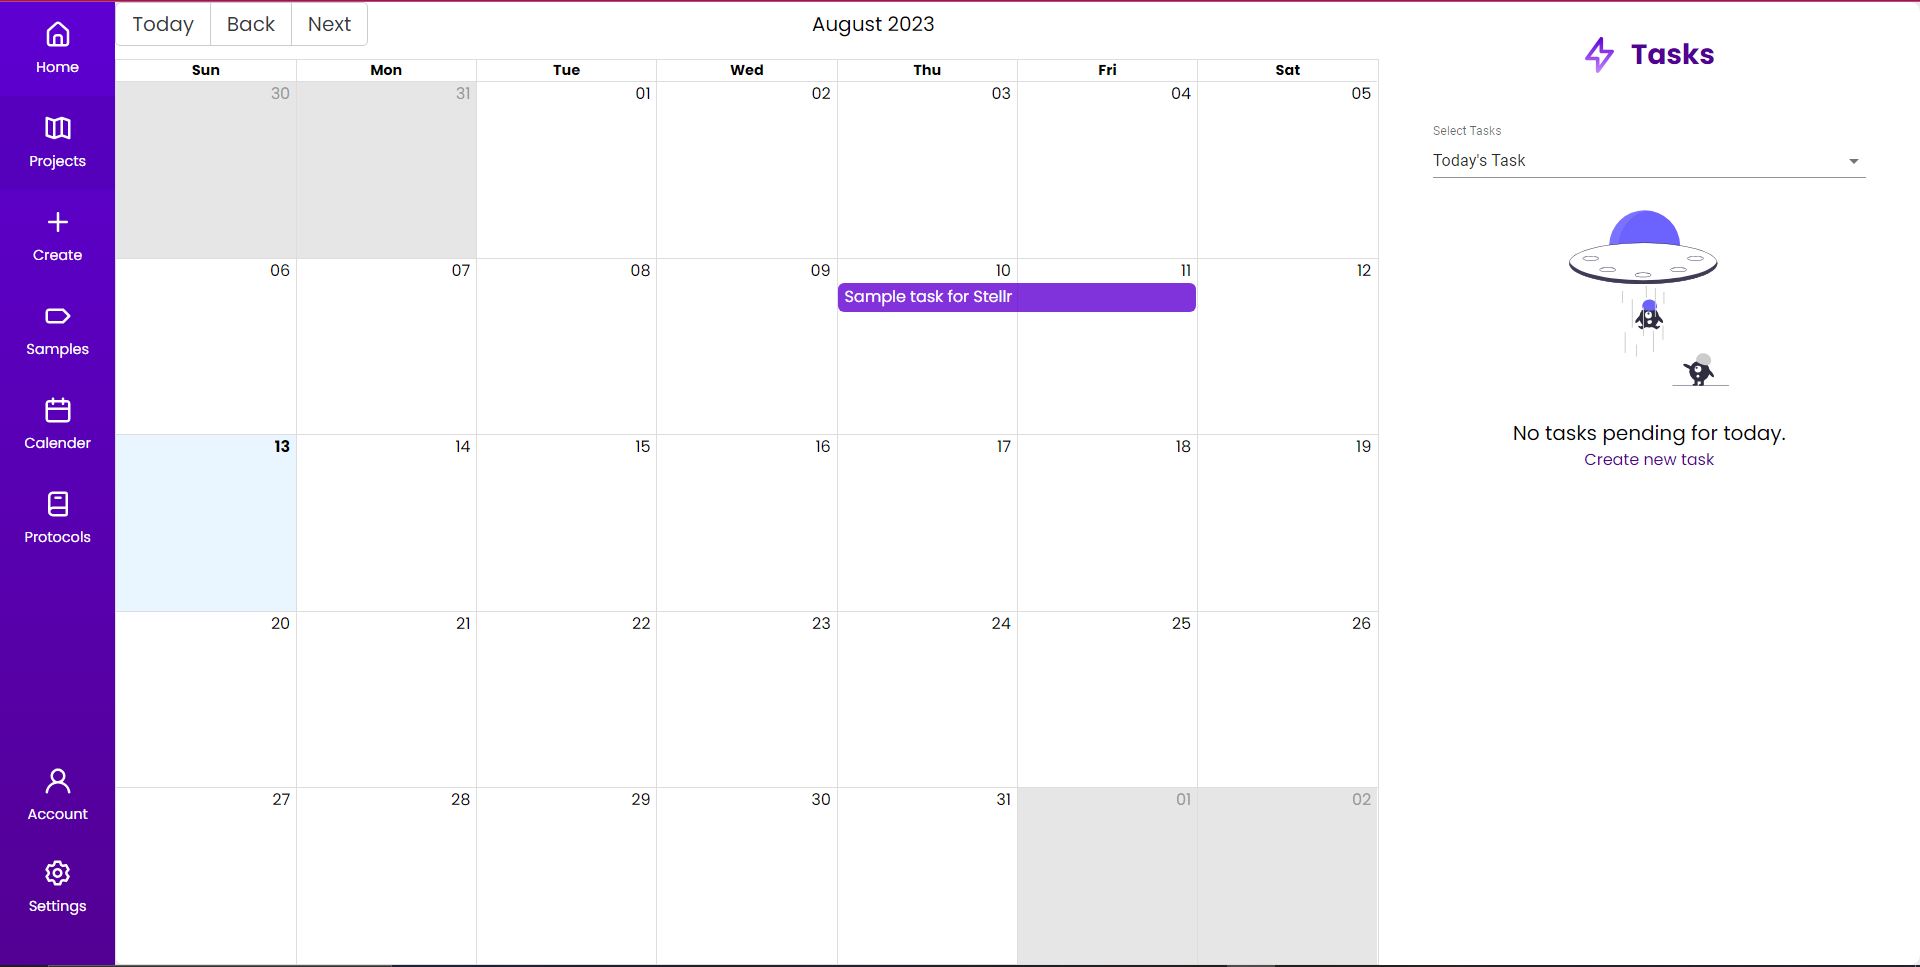 Home
Projects
Create
Samples
Calender
Protocols
Account
Settings
Today Back Next
August 2023
Sun Mon Tue Wed Thu Fri Sat
30 31 01 02 03 04 05
06 07 08 09 10 11 12
Sample task for Stellr
13 14 15 16 17 18 19
20 21 22 23 24 25 26
27 28 29 30 31 01 02
Tasks
Select Tasks
Today's Task
No tasks pending for today.
Create new task